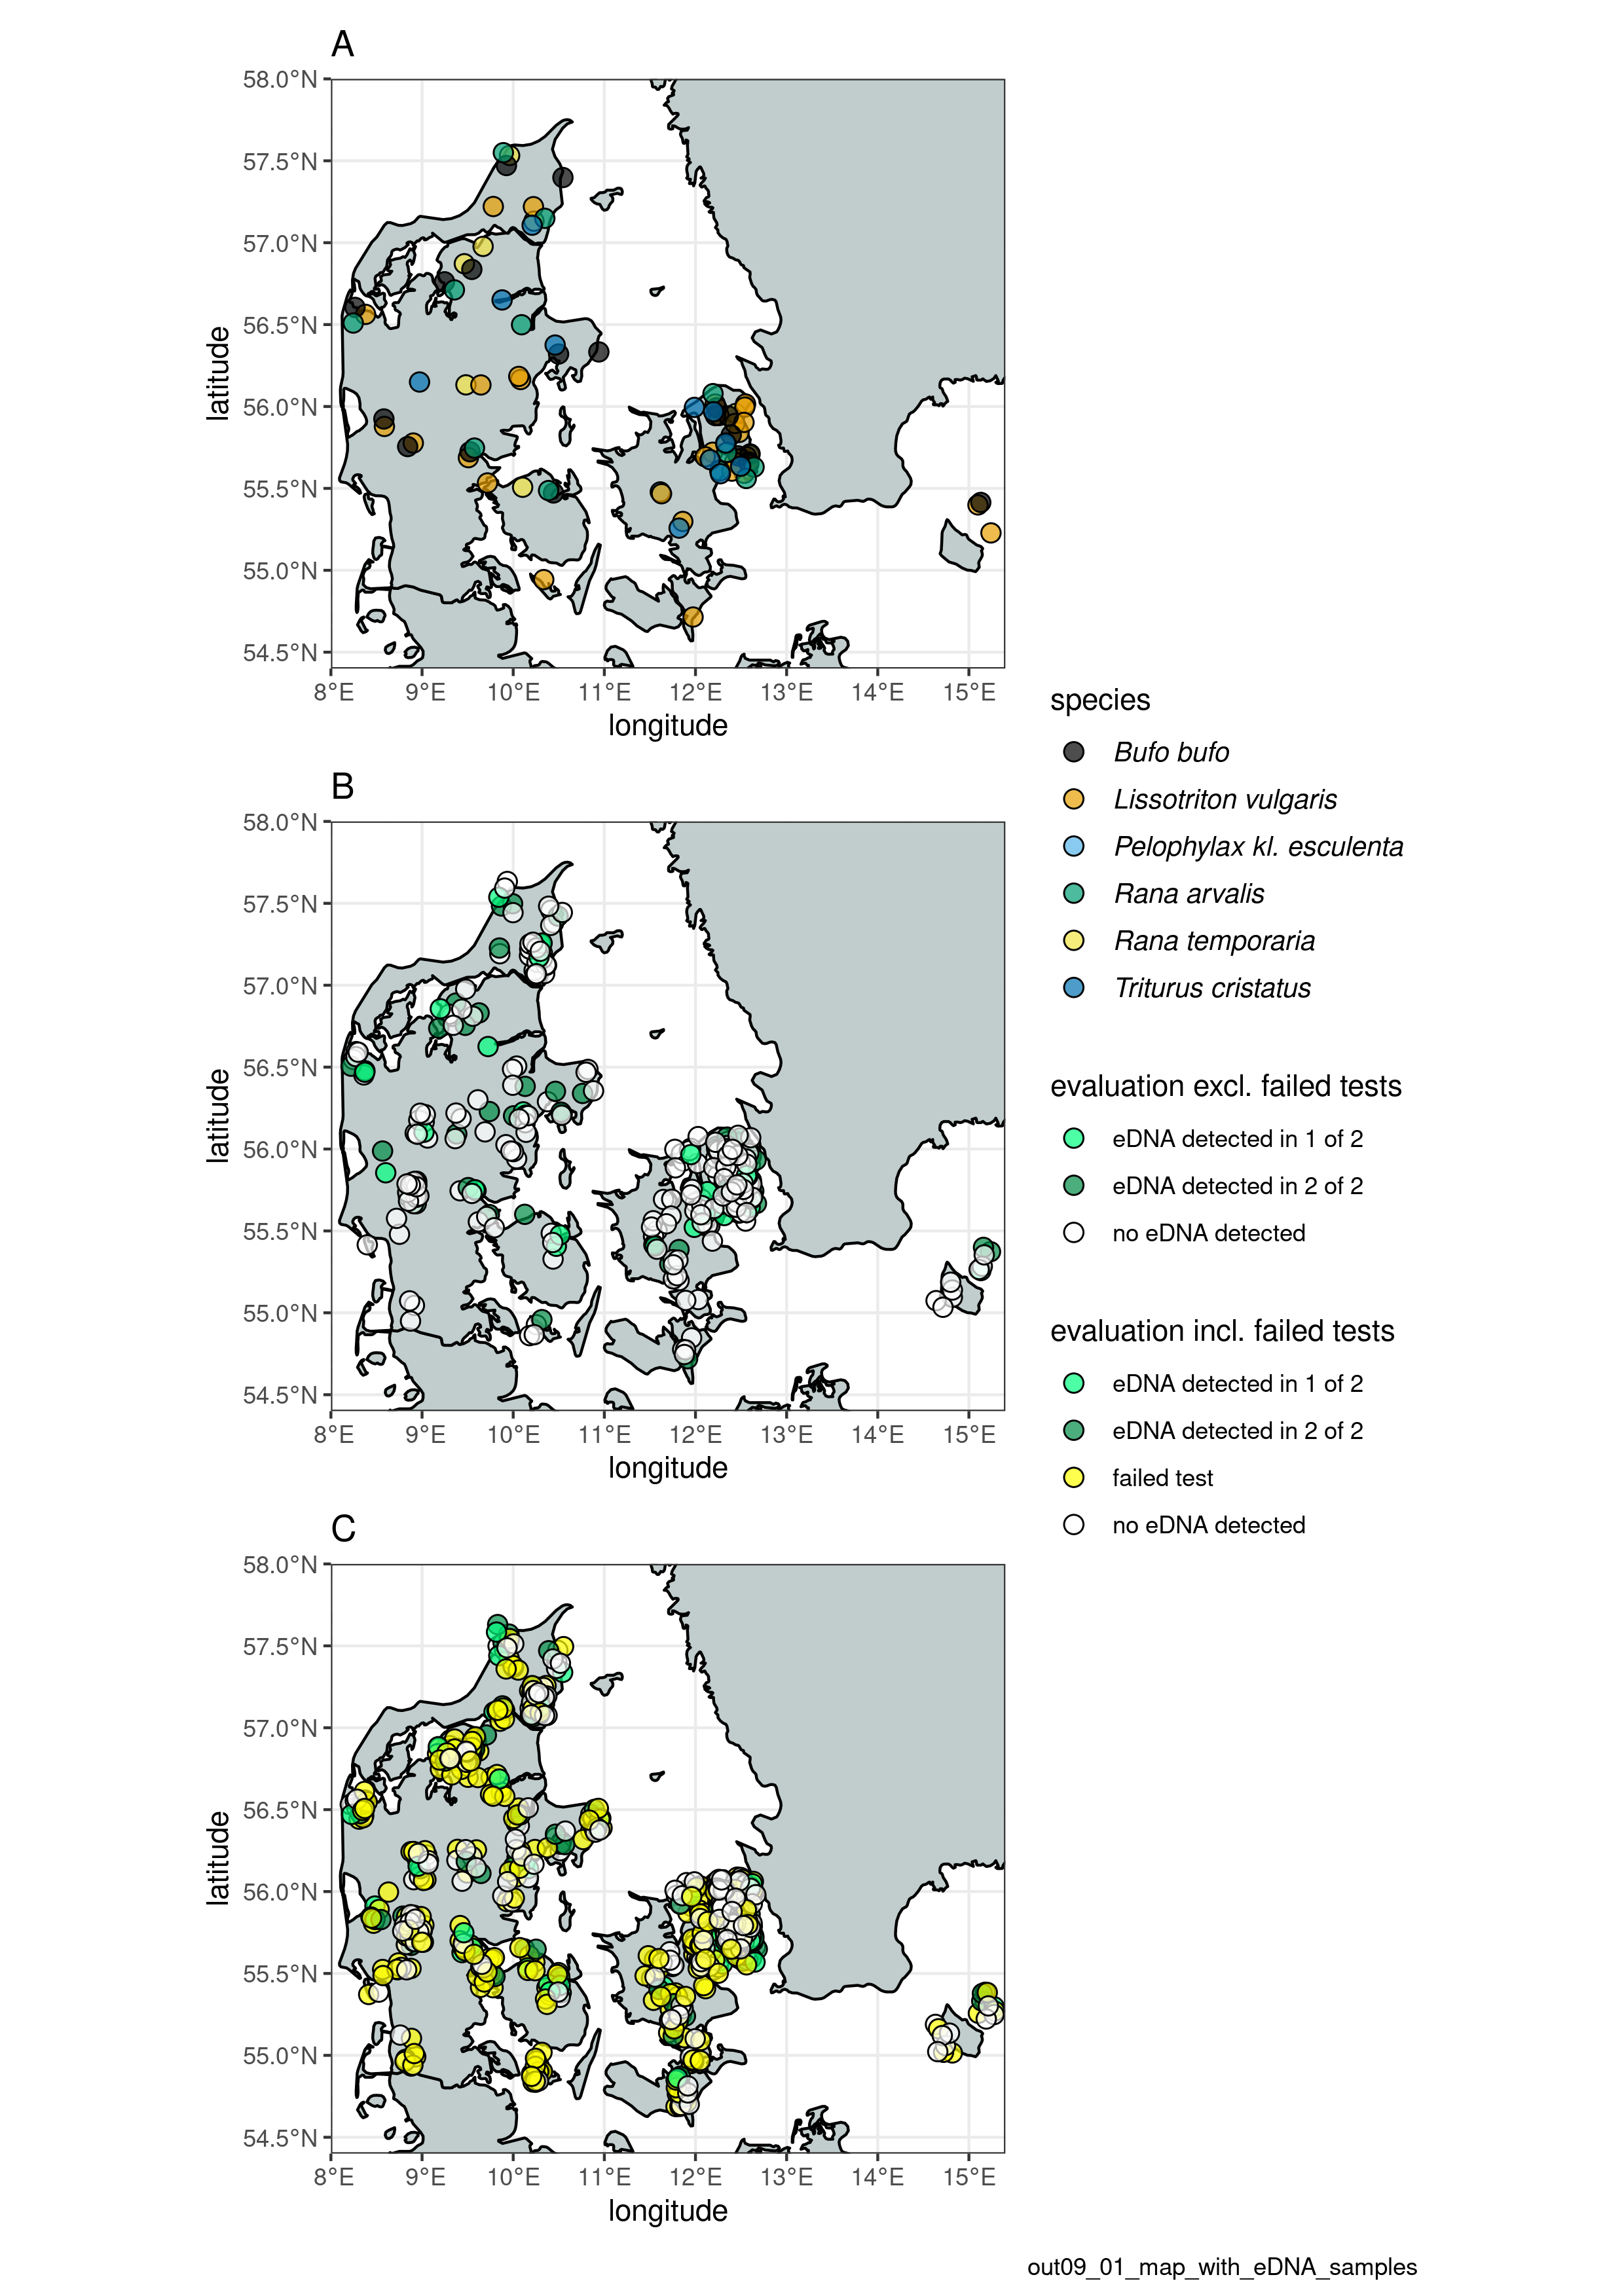 A
58.0°N
57.5°N
57.0°N
56.5°N
56.0°N
55.5°N
55.0°N
54.5°N
latitude
8°E 9°E 10°E 11°E 12°E 13°E 14°E 15°E
longitude
species
Bufo bufo
Lissotriton vulgaris
Pelophylax kl. esculenta
Rana arvalis
Rana temporaria
Triturus cristatus
B
58.0°N
57.5°N
57.0°N
56.5°N
56.0°N
55.5°N
55.0°N
54.5°N
latitude
8°E 9°E 10°E 11°E 12°E 13°E 14°E 15°E
longitude
evaluation excl. failed tests
eDNA detected in 1 of 2
eDNA detected in 2 of 2
no eDNA detected
evaluation incl. failed tests
eDNA detected in 1 of 2
eDNA detected in 2 of 2
failed test
no eDNA detected
C
58.0°N
57.5°N
57.0°N
56.5°N
56.0°N
55.5°N
55.0°N
54.5°N
latitude
8°E 9°E 10°E 11°E 12°E 13°E 14°E 15°E
longitude
out09_01_map_with_eDNA_samples